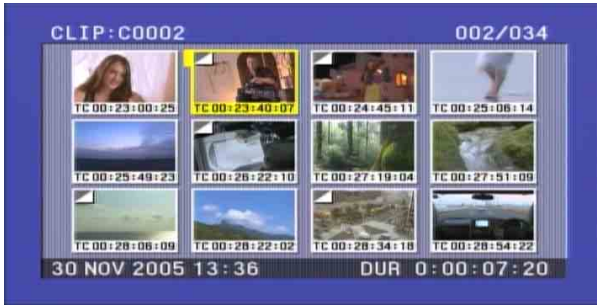 CLIP:C0002 002/034
TC 00:23:00:25 TC 00:23:40:07 TC 00:24:45:11 TC 00:25:06:14
TC 00:25:49:23 TC 00:26:22:10 TC 00:27:19:04 TC 00:27:51:09
TC 00:28:06:09 TC 00:28:22:02 TC 00:28:34:18 TC 00:28:54:22
30 NOV 2005 13:36 DUR 0:00:07:20